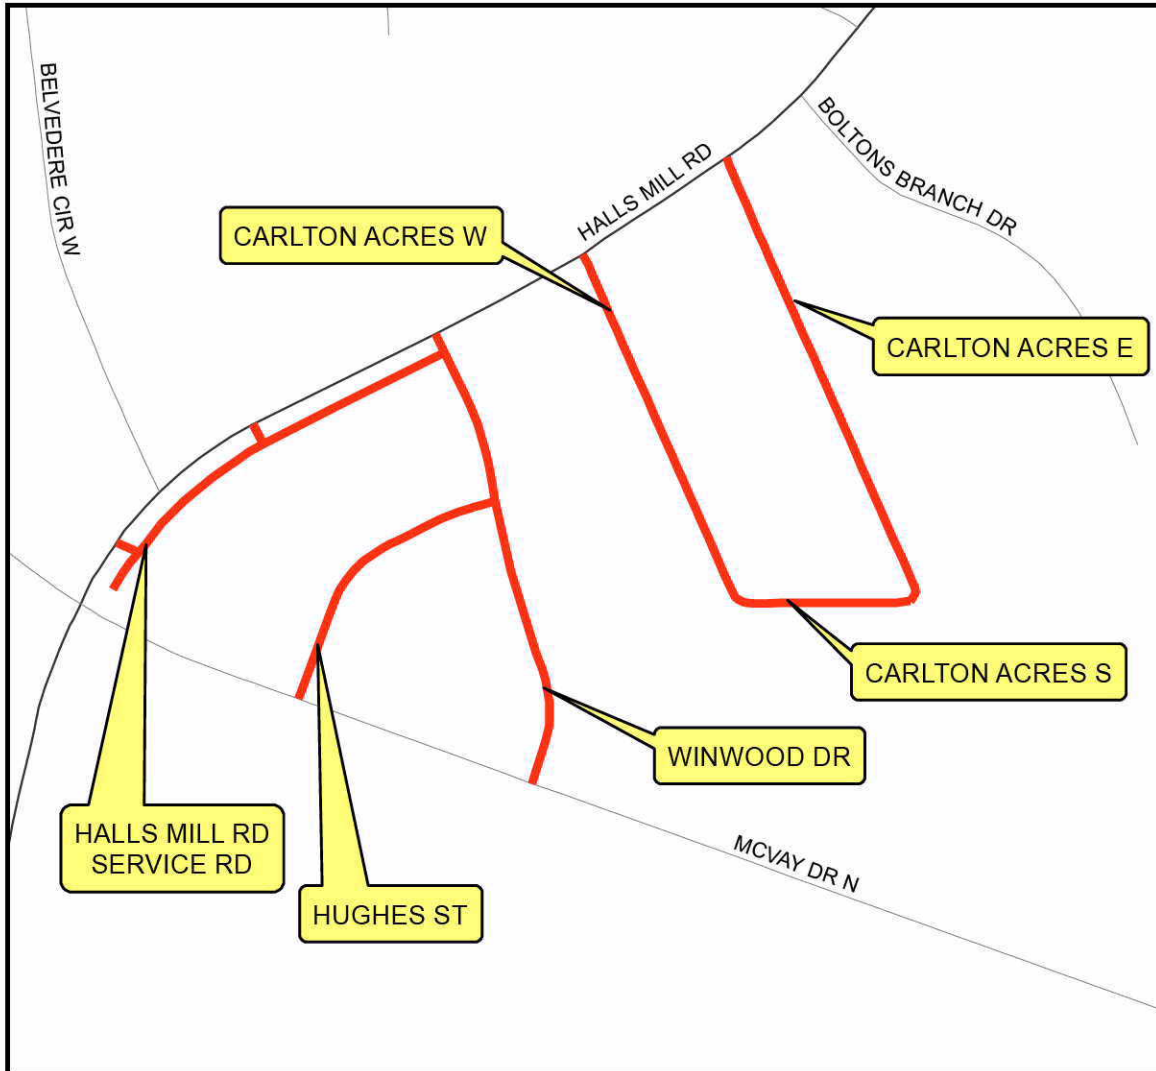 BELVEDERE CIR W
BOLTONS BRANCH DR
HALLS MILL RD
CARLTON ACRES W
CARLTON ACRES E
CARLTON ACRES S
WINWOOD DR
HALLS MILL RD
SERVICE RD
MCVAY DR N
HUGHES ST